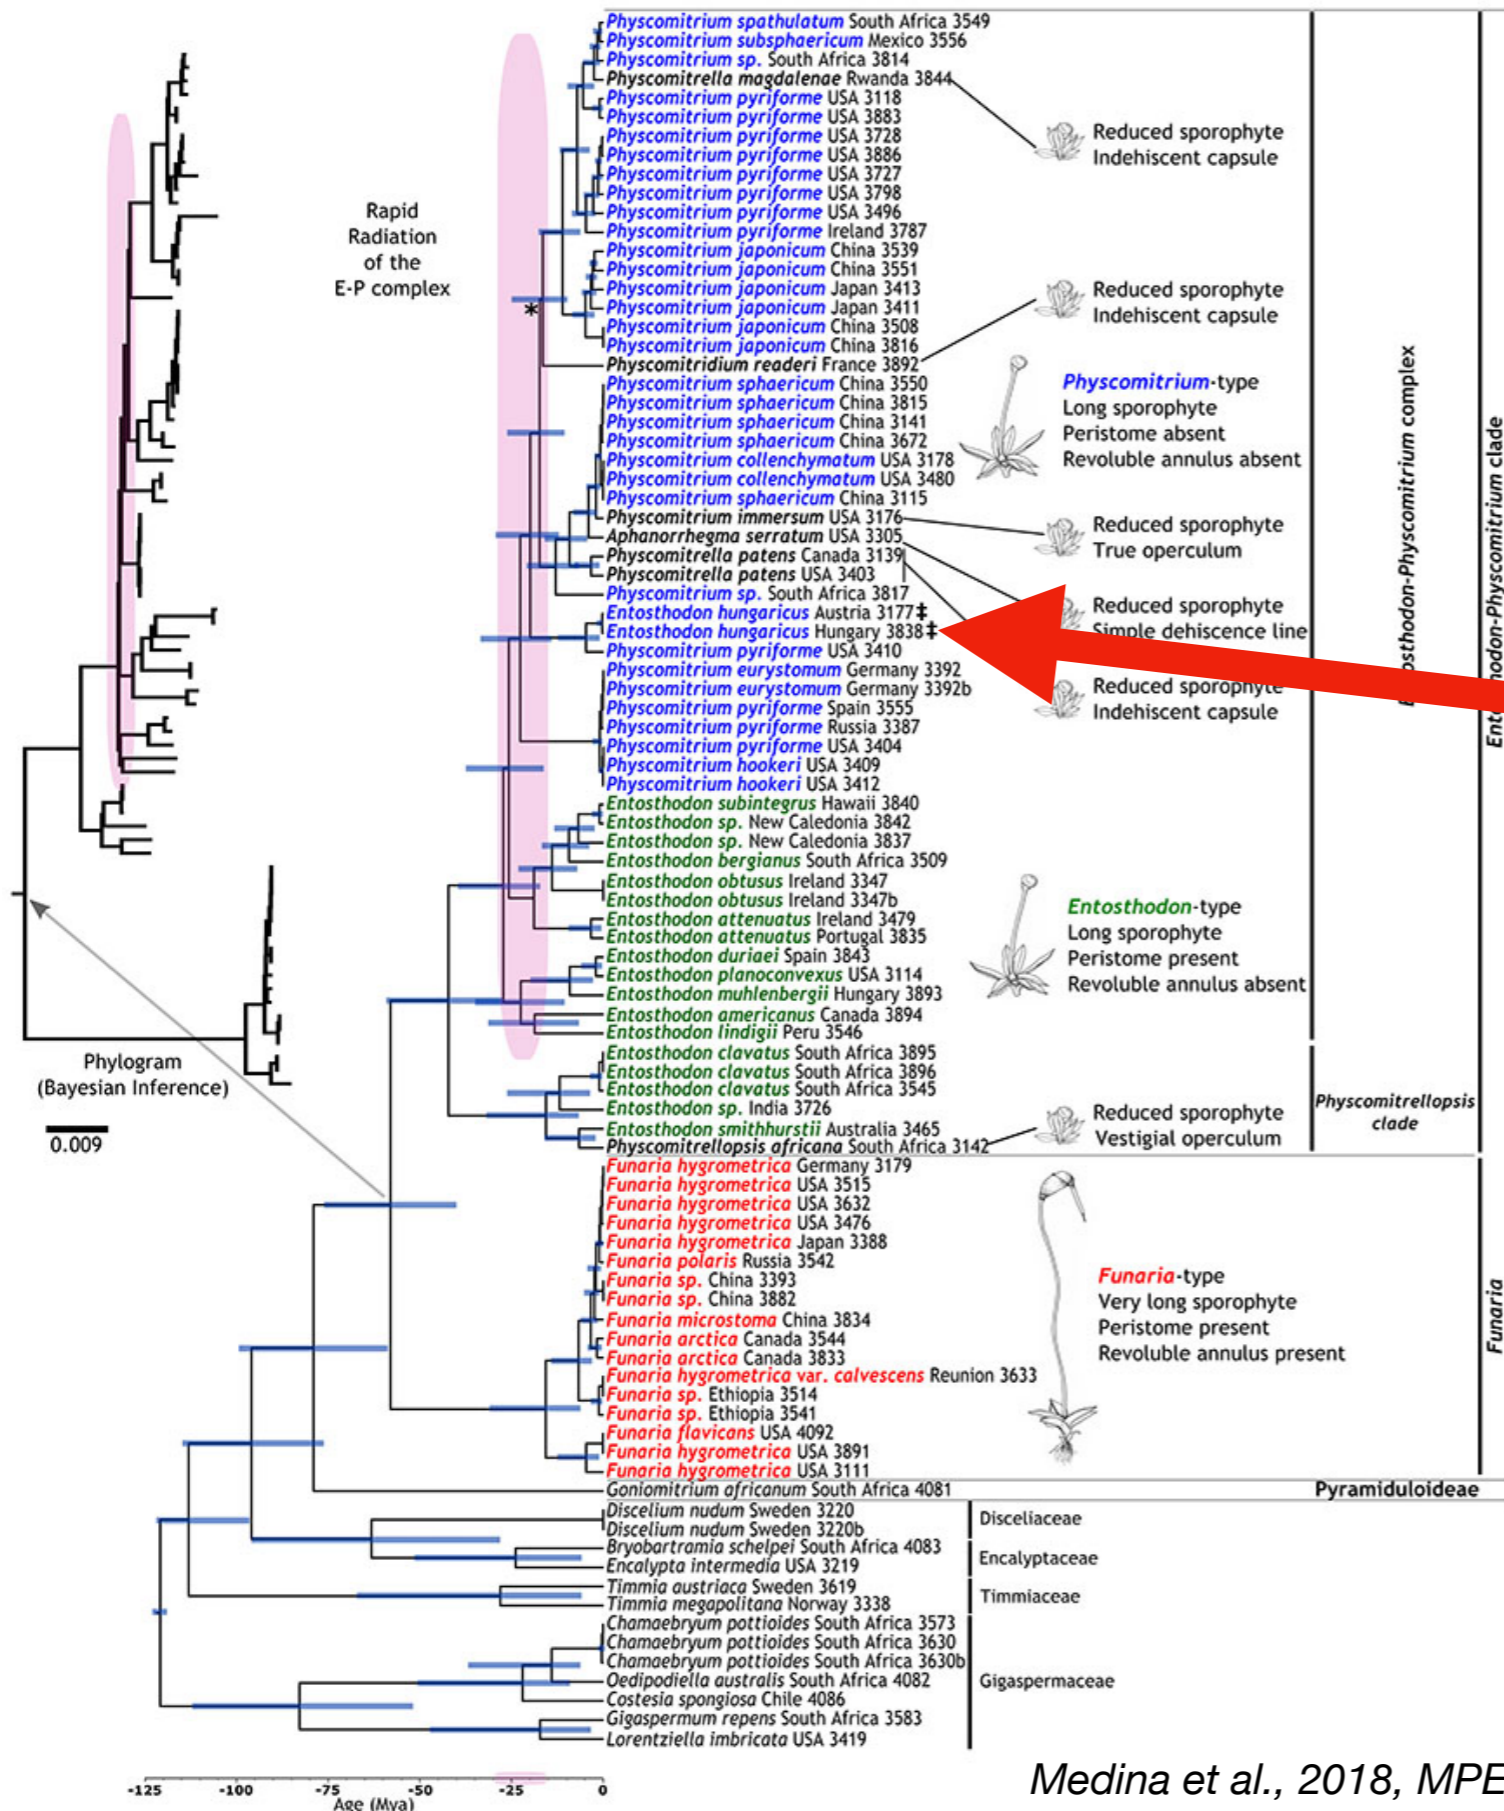 Physcomitrium spathulatum South Africa 3549
Physcomitrium subsphaericum Mexico 3556
Physcomitrium sp. South Africa 3814
Physcomitrella magdalenae Rwanda 3844
Physcomitrium pyriforme USA 3118
Physcomitrium pyriforme USA 3883
Physcomitrium pyriforme USA 3728
Physcomitrium pyriforme USA 3886
Physcomitrium pyriforme USA 3727
Physcomitrium pyriforme USA 3798
Physcomitrium pyriforme USA 3496
Physcomitrium pyriforme Ireland 3787
Physcomitrium japonicum China 3539
Physcomitrium japonicum China 3551
Physcomitrium japonicum Japan 3413
Physcomitrium japonicum Japan 3411
Physcomitrium japonicum China 3508
Physcomitrium japonicum China 3816
Physcomitridium readeri France 3892
Physcomitrium sphaericum China 3550
Physcomitrium sphaericum China 3815
Physcomitrium sphaericum China 3141
Physcomitrium sphaericum China 3672
Physcomitrium collenchymatum USA 3178
Physcomitrium collenchymatum USA 3480
Physcomitrium sphaericum China 3115
Physcomitrium immersum USA 3176
Aphanorrhegma serratum USA 3305
Physcomitrella patens Canada 3139
Physcomitrella patens USA 3403
Physcomitrium sp. South Africa 3817
Entosthodon hungaricus Austria 3177‡
Entosthodon hungaricus Hungary 3838‡
Physcomitrium pyriforme USA 3410
Physcomitrium eurystomum Germany 3392
Physcomitrium eurystomum Germany 3392b
Physcomitrium pyriforme Spain 3555
Physcomitrium pyriforme Russia 3387
Physcomitrium pyriforme USA 3404
Physcomitrium hookeri USA 3409
Physcomitrium hookeri USA 3412
Entosthodon subintegrus Hawaii 3840
Entosthodon sp. New Caledonia 3842
Entosthodon sp. New Caledonia 3837
Entosthodon bergianus South Africa 3509
Entosthodon obtusus Ireland 3347
Entosthodon obtusus Ireland 3347b
Entosthodon attenuatus Ireland 3479
Entosthodon attenuatus Portugal 3835
Entosthodon duriaei Spain 3843
Entosthodon planoconvexus USA 3114
Entosthodon muhlenbergii Hungary 3893
Entosthodon americanus Canada 3894
Entosthodon lindigii Peru 3546
Entosthodon clavatus South Africa 3895
Entosthodon clavatus South Africa 3896
Entosthodon clavatus South Africa 3545
Entosthodon sp. India 3726
Entosthodon smithhurstii Australia 3465
Physcomitrellopsis africana South Africa 3142
Funaria hygrometrica Germany 3179
Funaria hygrometrica USA 3515
Funaria hygrometrica USA 3632
Funaria hygrometrica USA 3476
Funaria hygrometrica Japan 3388
Funaria polaris Russia 3542
Funaria sp. China 3393
Funaria sp. China 3882
Funaria microstoma China 3834
Funaria arctica Canada 3544
Funaria arctica Canada 3833
Funaria hygrometrica var. calvescens Reunion 3633
Funaria sp. Ethiopia 3514
Funaria sp. Ethiopia 3541
Funaria flavicans USA 4092
Funaria hygrometrica USA 3891
Funaria hygrometrica USA 3111
Goniomitrium africanum South Africa 4081
Discelium nudum Sweden 3220
Discelium nudum Sweden 3220b
Bryobartramia schelpei South Africa 4083
Encalypta intermedia USA 3219
Timmia austriaca Sweden 3619
Timmia megapolitana Norway 3338
Chamaebryum pottioides South Africa 3573
Chamaebryum pottioides South Africa 3630
Chamaebryum pottioides South Africa 3630b
Oedipodiella australis South Africa 4082
Costesia spongiosa Chile 4086
Gigaspermum repens South Africa 3583
Lorentziella imbricata USA 3419
Rapid
Radiation
of the
E-P complex
*
Phylogram
(Bayesian Inference)
0.009
Reduced sporophyte
Indehiscent capsule
Reduced sporophyte
Indehiscent capsule
Physcomitrium-type
Long sporophyte
Peristome absent
Revoluble annulus absent
Reduced sporophyte
True operculum
Reduced sporophyte
Simple dehiscence line
Reduced sporophyte
Indehiscent capsule
Entosthodon-type
Long sporophyte
Peristome present
Revoluble annulus absent
Reduced sporophyte
Vestigial operculum
Funaria-type
Very long sporophyte
Peristome present
Revoluble annulus present
-Physcomitrium complex
-Physcomitrium clade
Physcomitrellopsis
clade
Funaria
Pyramiduloideae
Disceliaceae
Encalyptaceae
Timmiaceae
Gigaspermaceae
-125 -100 -75 -50 -25 0
Age (Mya)
Medina et al., 2018, MPE